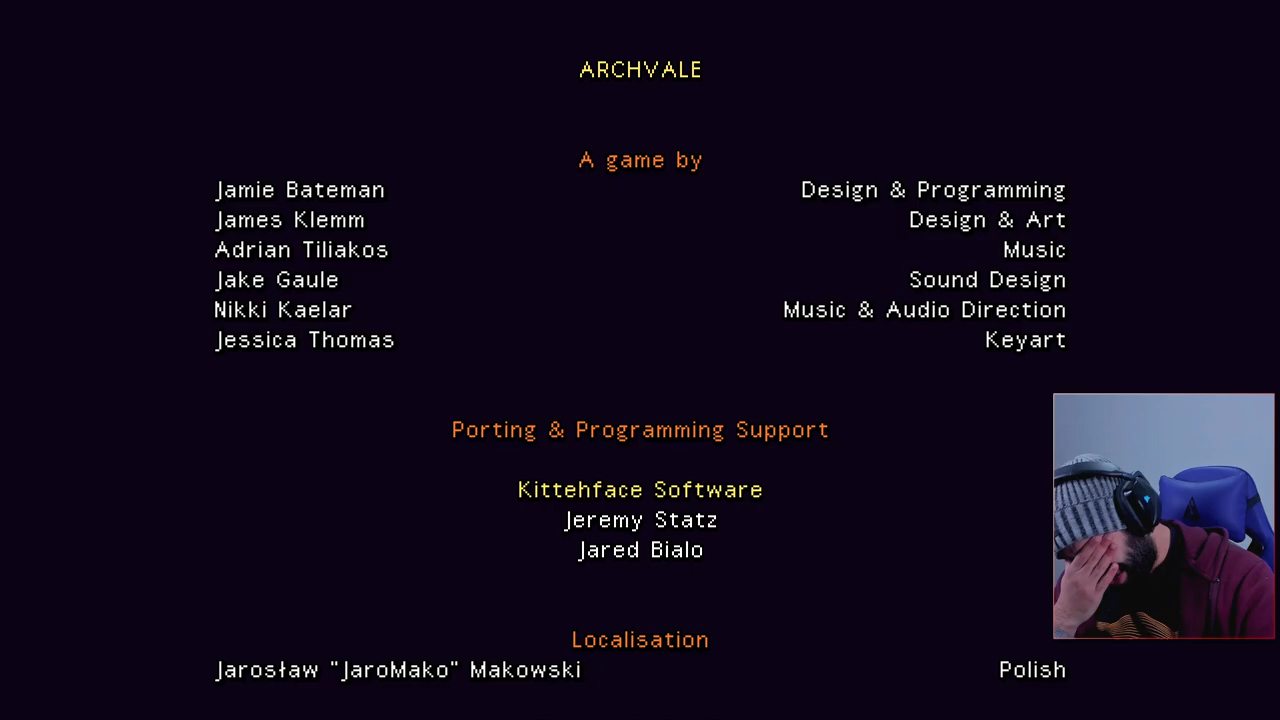 ARCHVALE
A game by
Jamie Bateman Design & Programming
James Klemm Design & Art
Adrian Tiliakos Music
Jake Gaule Sound Design
Nikki Kaelar Music & Audio Direction
Jessica Thomas Keyart
Porting & Programming Support
Kittehface Software
Jeremy Statz
Jared Bialo
Localisation
Jarosław "JaroMako" Makowski Polish